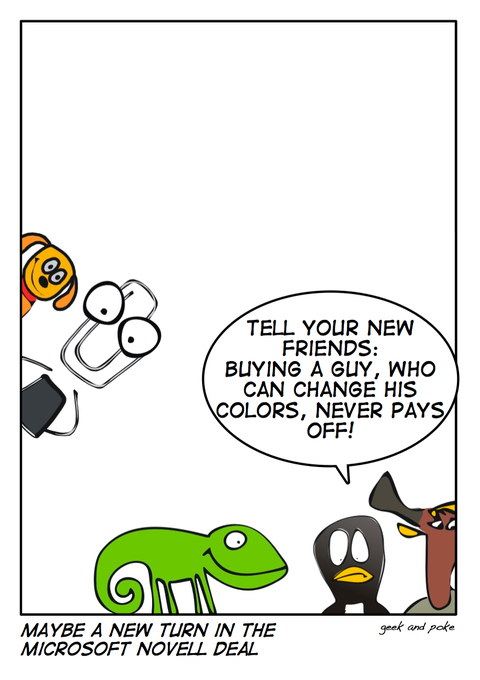 TELL YOUR NEW
FRIENDS:
BUYING A GUY, WHO
CAN CHANGE HIS
COLORS, NEVER PAYS
OFF!
MAYBE A NEW TURN IN THE
MICROSOFT NOVELL DEAL
geek and poke